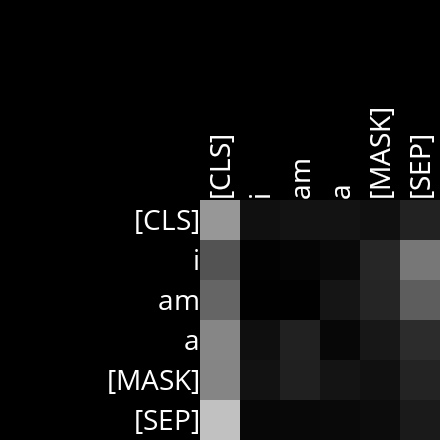 [CLS] i am a [MASK] [SEP]
[CLS]
i
am
a
[MASK]
[SEP]